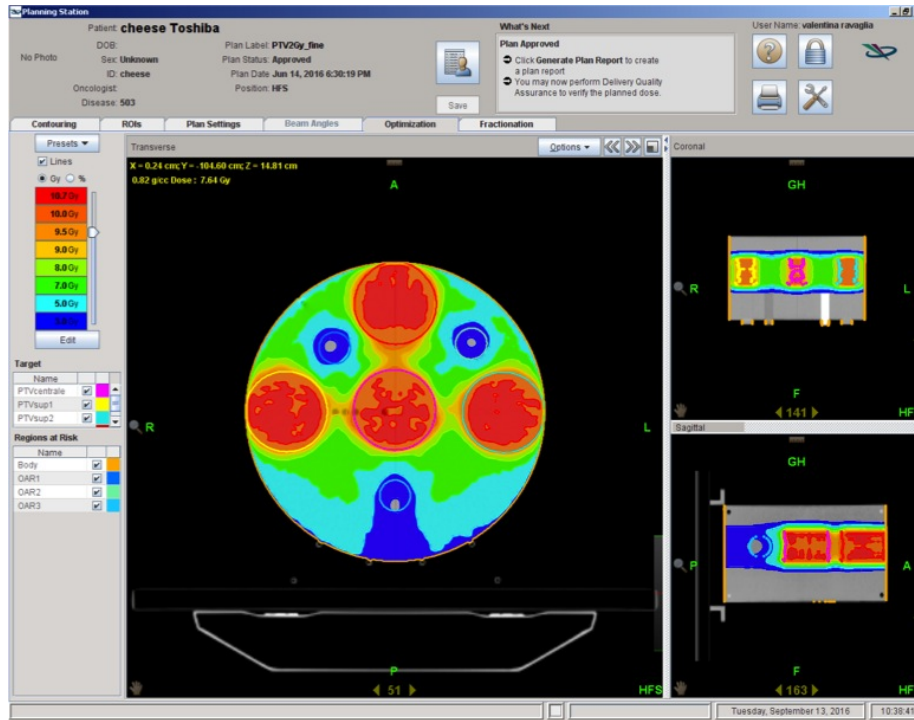 Planning Station
Patient: cheese Toshiba
No Photo
DOB:
Sex: Unknown
ID: cheese
Oncologist:
Disease: 503
Plan Label: PTV2Gy_fine
Plan Status: Approved
Plan Date Jun 14, 2016 6:30:19 PM
Position: HFS
Save
What's Next
Plan Approved
Click Generate Plan Report to create
a plan report
You may now perform Delivery Quality
Assurance to verify the planned dose.
User Name: valentina ravaglia
Contouring
ROIs
Plan Settings
Beam Angles
Optimization
Fractionation
Presets
Lines
Gy %
10.7 Gy
10.0 Gy
9.5 Gy
9.0 Gy
8.0 Gy
7.0 Gy
5.0 Gy
Edit
Target
Name
PTVcentrale
PTVsup1
PTVsup2
Regions at Risk
Name
Body
OAR1
OAR2
OAR3
Transverse
Options
X = 0.24 cm; Y = -104.60 cm; Z = 14.81 cm
0.82 g/cc Dose : 7.64 Gy
A
R
L
P
51
HFS
Coronal
GH
R
L
F
141
HF
Sagittal
GH
P
A
F
163
HF
Tuesday, September 13, 2016
10:38:41